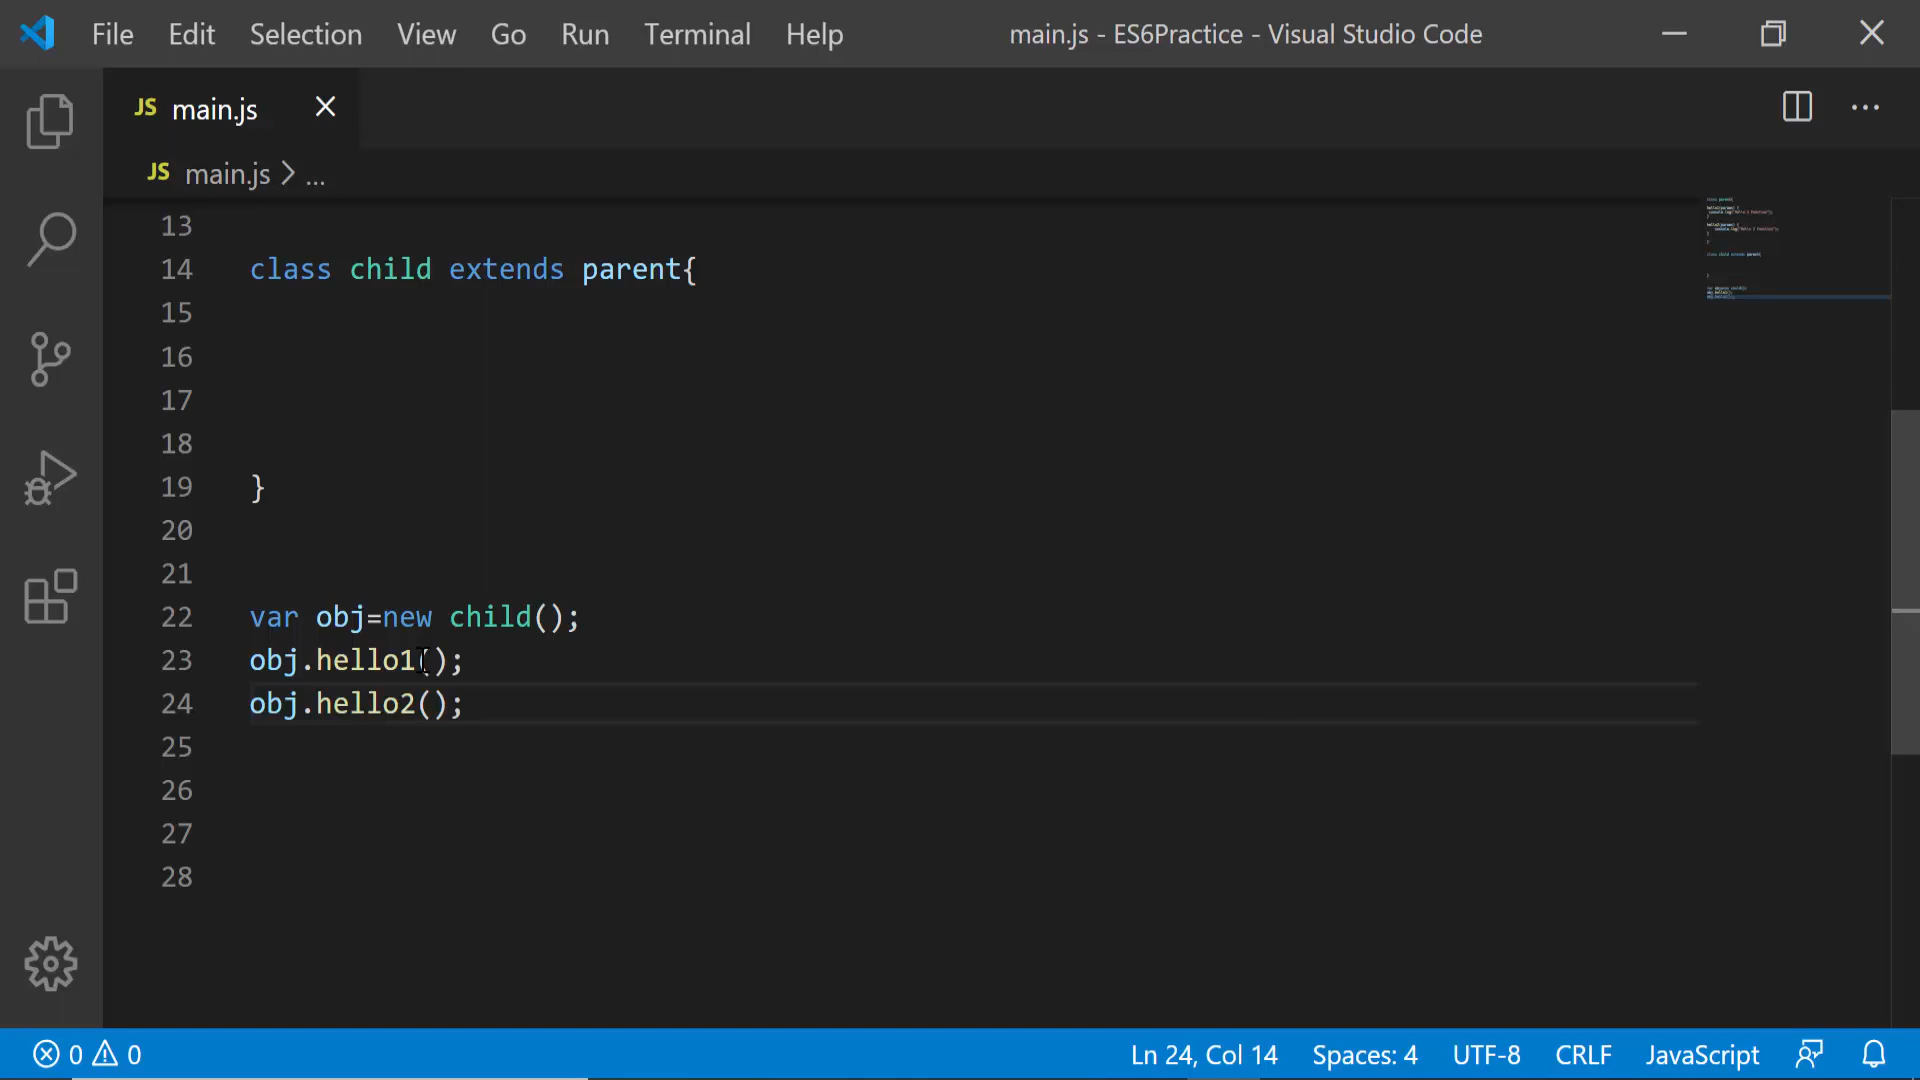 File Edit Selection View Go Run Terminal Help main.js - ES6Practice - Visual Studio Code
JS main.js
JS main.js > ...
13
14 class child extends parent{
15
16
17
18
19 }
20
21
22 var obj=new child();
23 obj.hello1();
24 obj.hello2();
25
26
27
28
0 0 Ln 24, Col 14 Spaces: 4 UTF-8 CRLF JavaScript